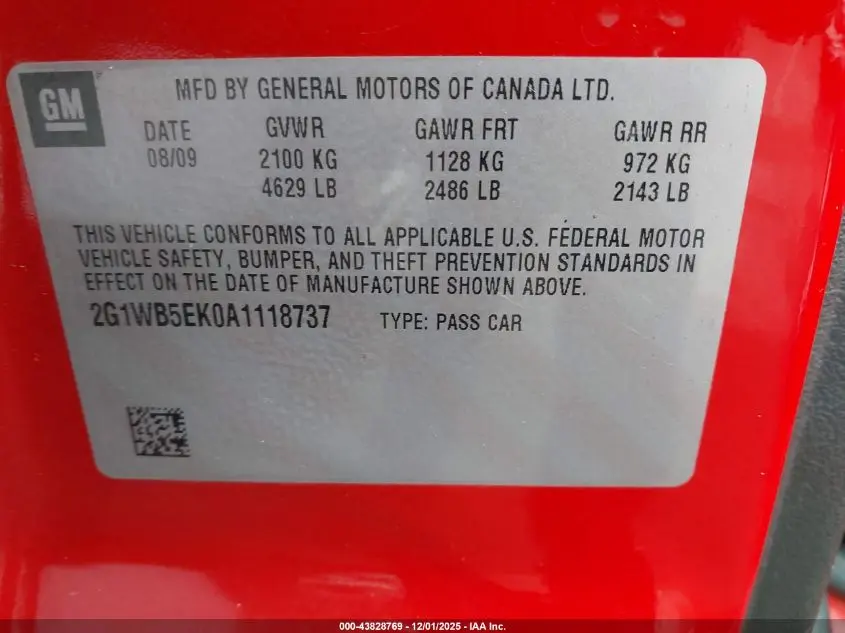 GM
MFD BY GENERAL MOTORS OF CANADA LTD.
DATE GVWR GAWR FRT GAWR RR
08/09 2100 KG 1128 KG 972 KG
4629 LB 2486 LB 2143 LB
THIS VEHICLE CONFORMS TO ALL APPLICABLE U.S. FEDERAL MOTOR
VEHICLE SAFETY, BUMPER, AND THEFT PREVENTION STANDARDS IN
EFFECT ON THE DATE OF MANUFACTURE SHOWN ABOVE.
2G1WB5EK0A1118737 TYPE: PASS CAR
000-43828769 - 12/01/2025 - IAA Inc.